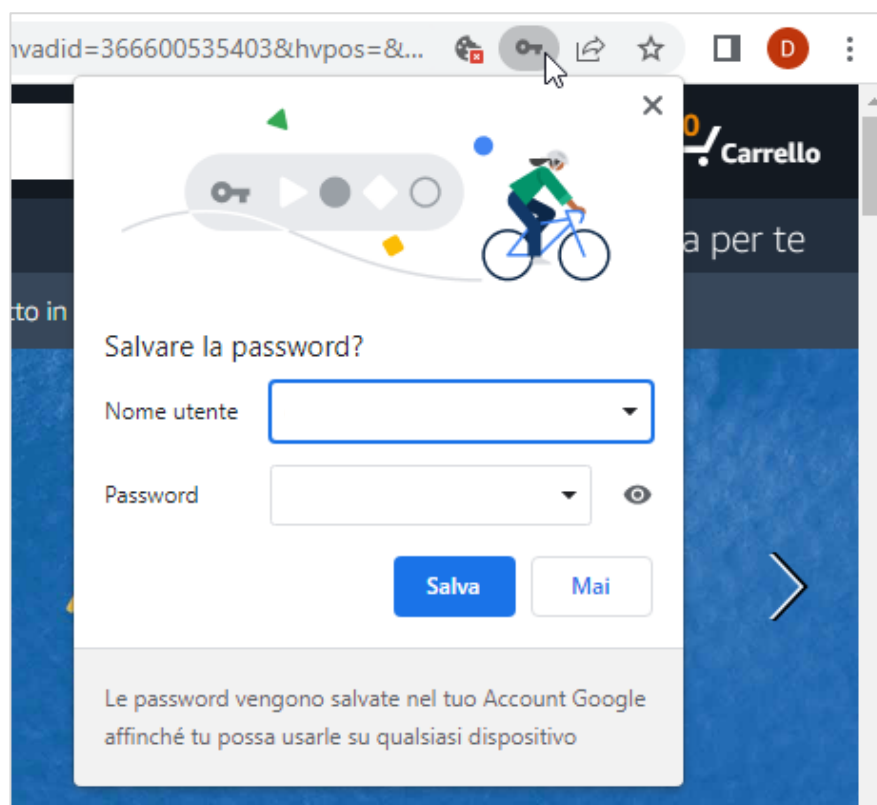 nvadid=366600535403&hvpos=&...
D
0
Carrello
a per te
to in
Salvare la password?
Nome utente
Password
Salva
Mai
Le password vengono salvate nel tuo Account Google
affinché tu possa usarle su qualsiasi dispositivo